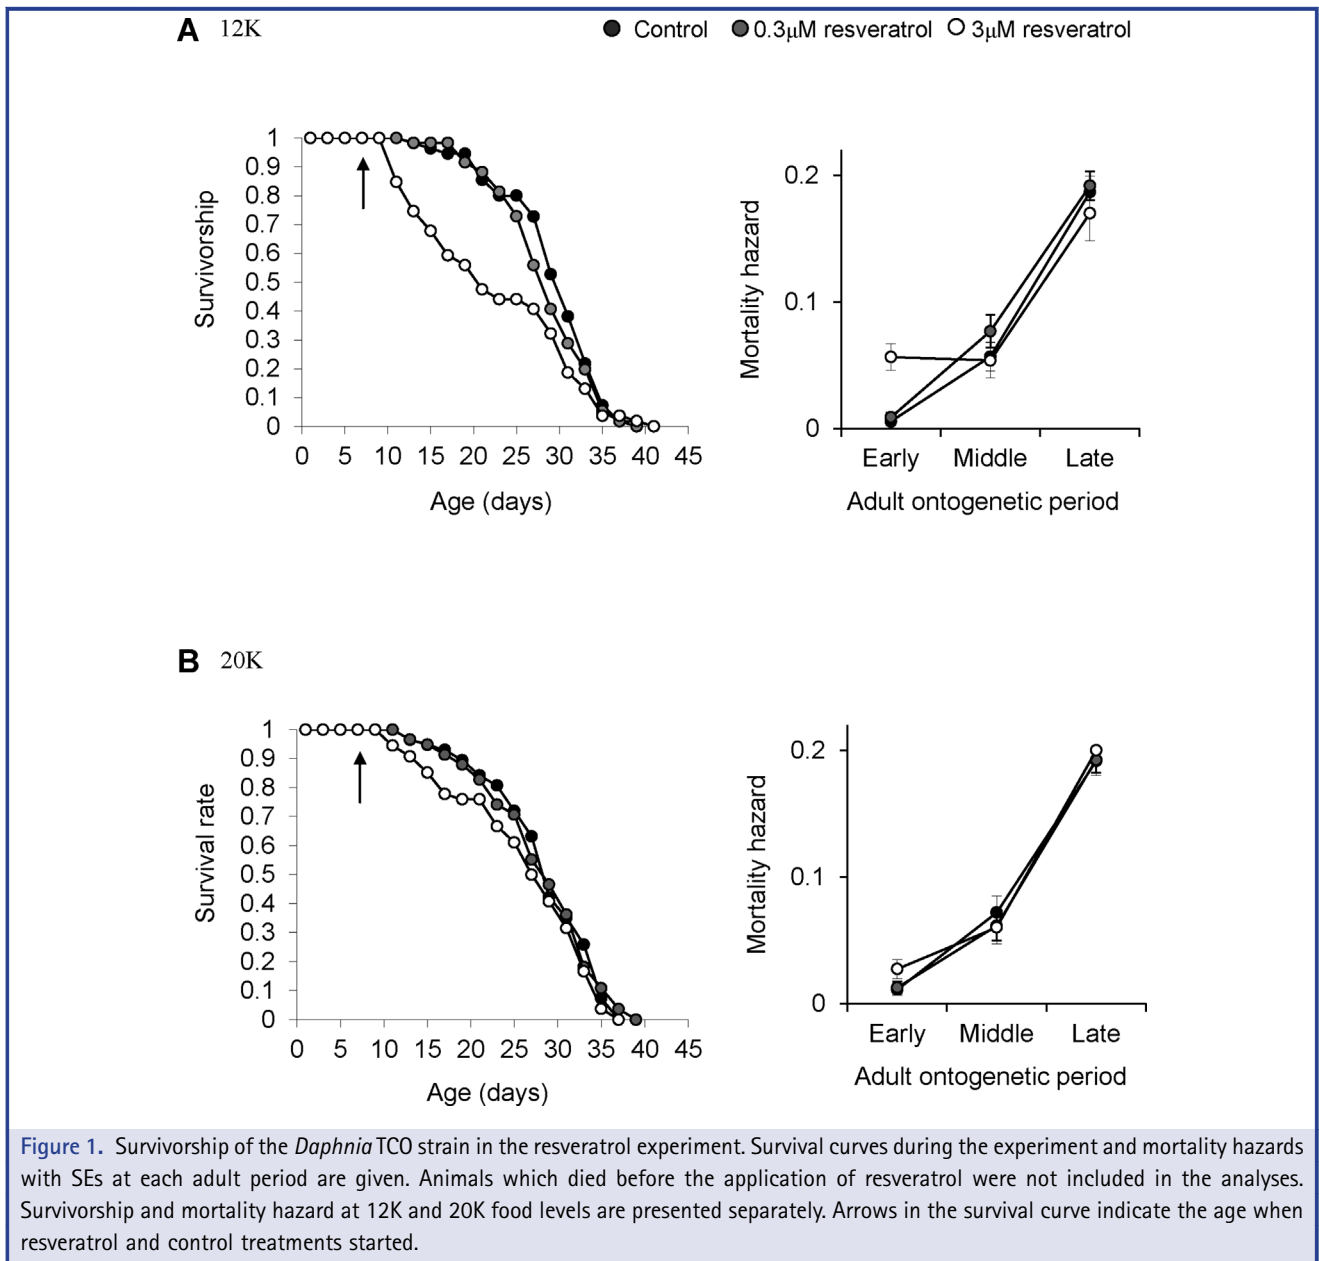 A 12K
Control 0.3μM resveratrol 3μM resveratrol
1
0.9
0.8
0.7
0.6
0.5
0.4
0.3
0.2
0.1
0
Survivorship
0 5 10 15 20 25 30 35 40 45
Age (days)
0.2
0.1
0
Mortality hazard
Early Middle Late
Adult ontogenetic period
B 20K
1
0.9
0.8
0.7
0.6
0.5
0.4
0.3
0.2
0.1
0
Survival rate
0 5 10 15 20 25 30 35 40 45
Age (days)
0.2
0.1
0
Mortality hazard
Early Middle Late
Adult ontogenetic period
Figure 1. Survivorship of the Daphnia TCO strain in the resveratrol experiment. Survival curves during the experiment and mortality hazards
with SEs at each adult period are given. Animals which died before the application of resveratrol were not included in the analyses.
Survivorship and mortality hazard at 12K and 20K food levels are presented separately. Arrows in the survival curve indicate the age when
resveratrol and control treatments started.